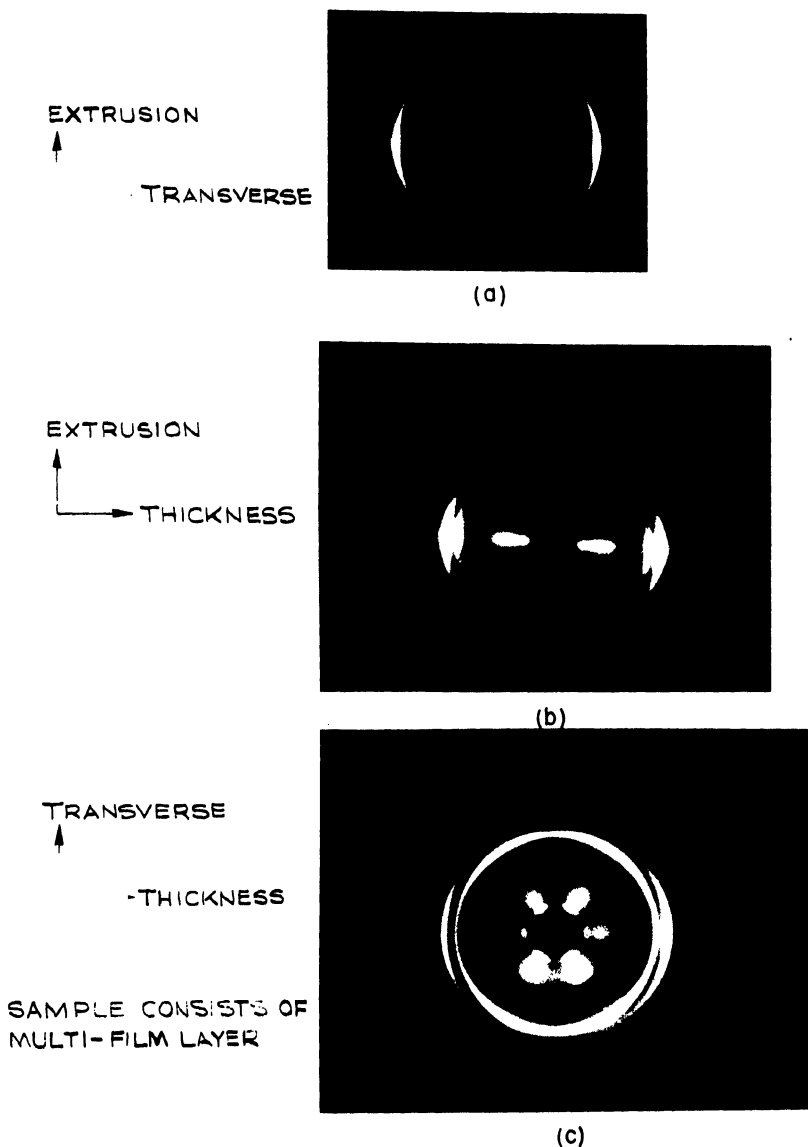 EXTRUSION
TRANSVERSE
(a)
EXTRUSION
THICKNESS
(b)
TRANSVERSE
THICKNESS
SAMPLE CONSISTS OF
MULTI-FILM LAYER
(c)